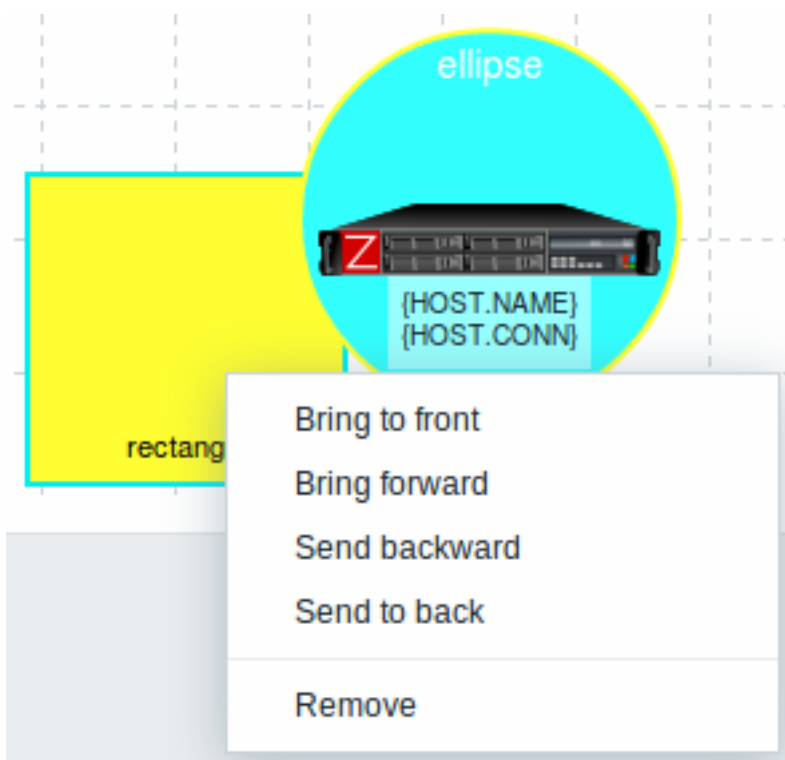 ellipse
Z
{HOST.NAME}
{HOST.CONN}
Bring to front
Bring forward
rectang
Send backward
Send to back
Remove